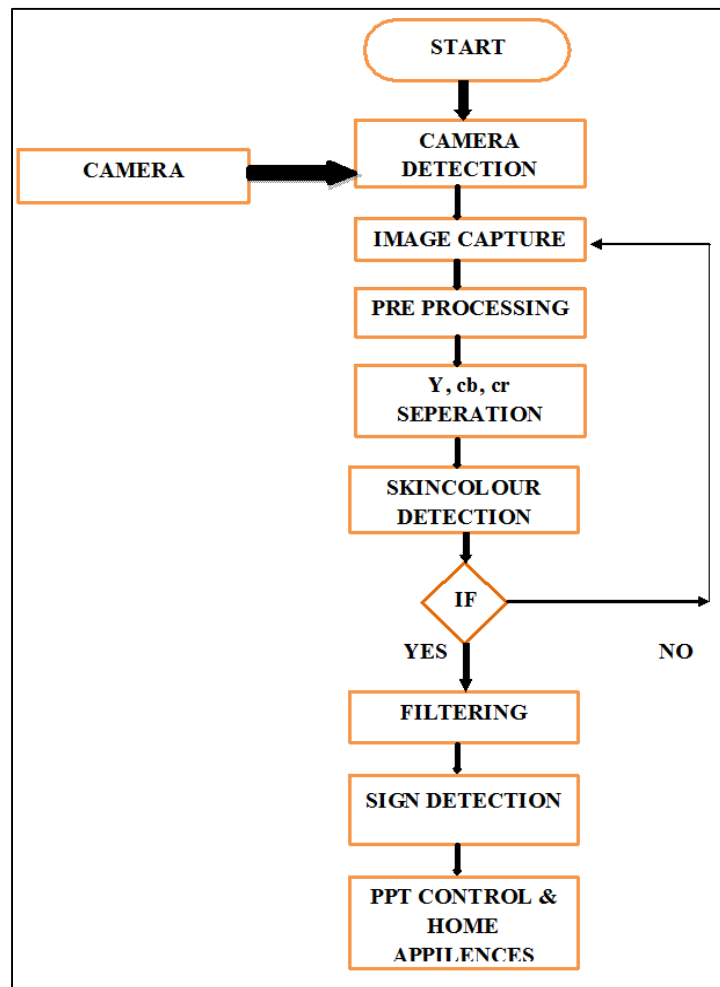 START
CAMERA
CAMERA
DETECTION
IMAGE CAPTURE
PRE PROCESSING
Y, cb, cr
SEPERATION
SKINCOLOUR
DETECTION
IF
YES
NO
FILTERING
SIGN DETECTION
PPT CONTROL &
HOME
APPILENCES